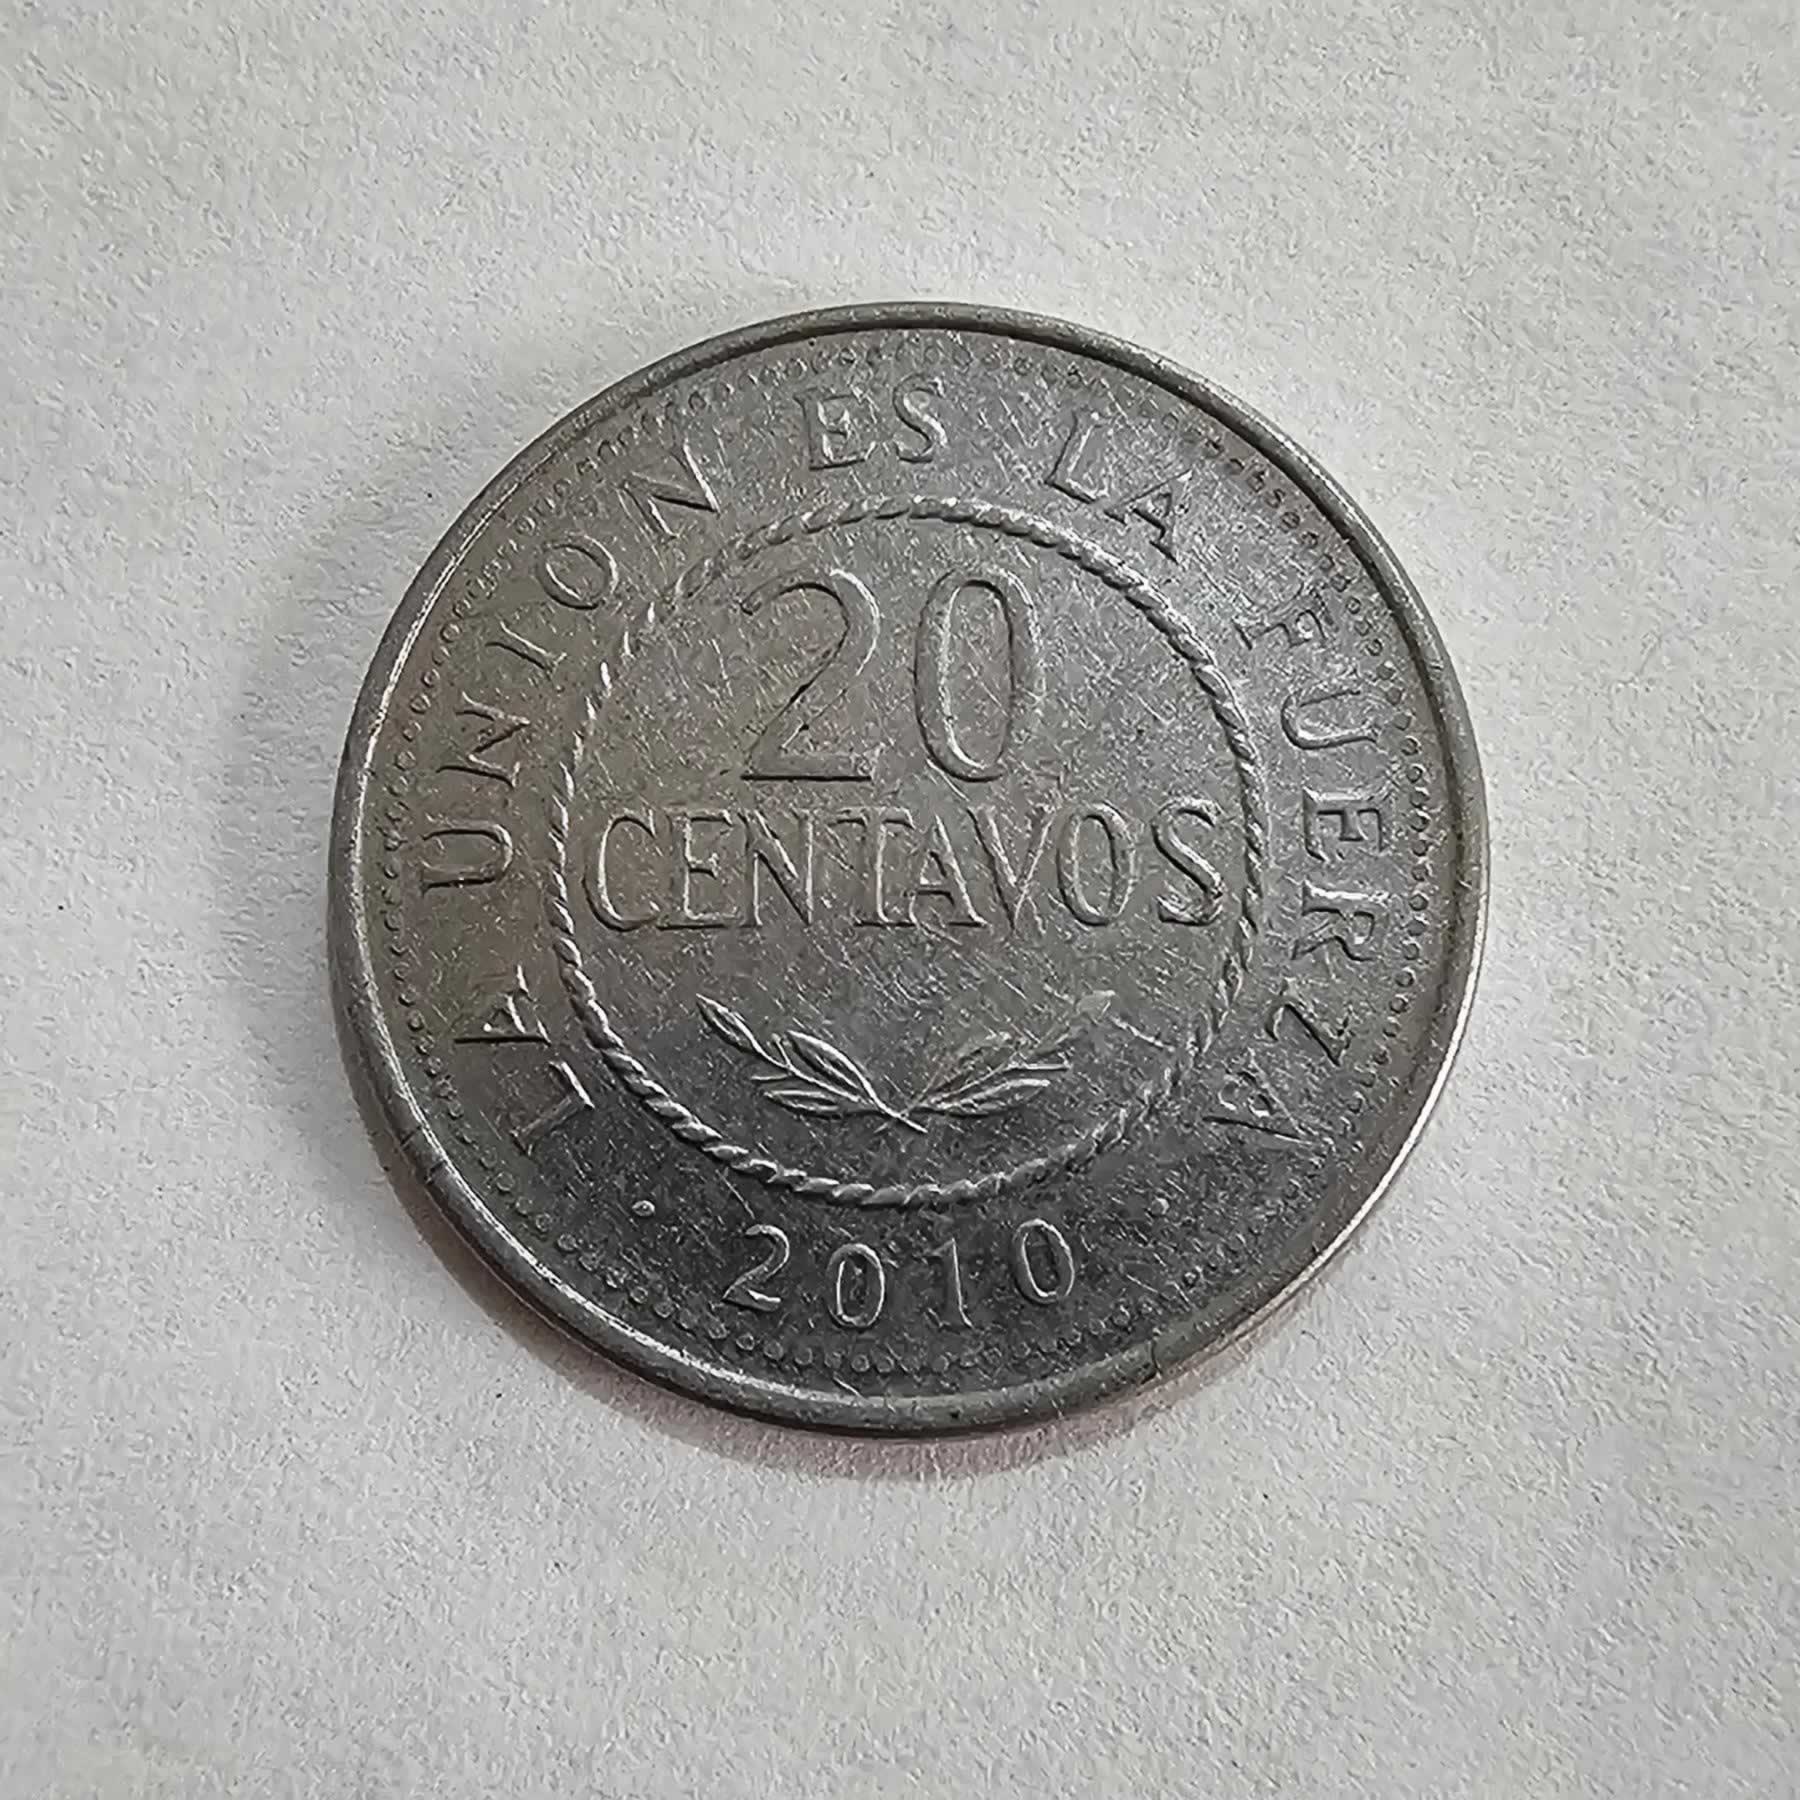 LA UNION ES LA FUERZA
20
CENTAVOS
· 2010 ·